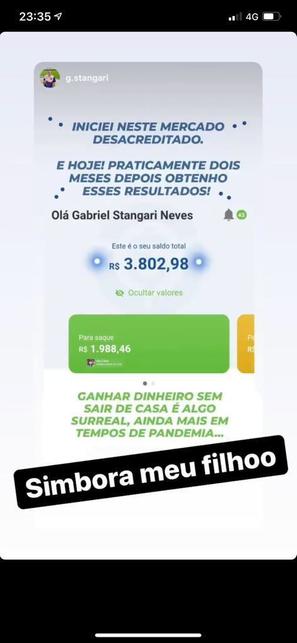 23:35
4G
g.stangari
INICIEI NESTE MERCADO
DESACREDITADO.
E HOJE! PRATICAMENTE DOIS
MESES DEPOIS OBTENHO
ESSES RESULTADOS!
Olá Gabriel Stangari Neves
43
Este é o seu saldo total
R$ 3.802,98
Ocultar valores
Para saque
R$ 1.988,46
R$
GANHAR DINHEIRO SEM
SAIR DE CASA É ALGO
SURREAL, AINDA MAIS EM
TEMPOS DE PANDEMIA...
Simbora meu filhoo